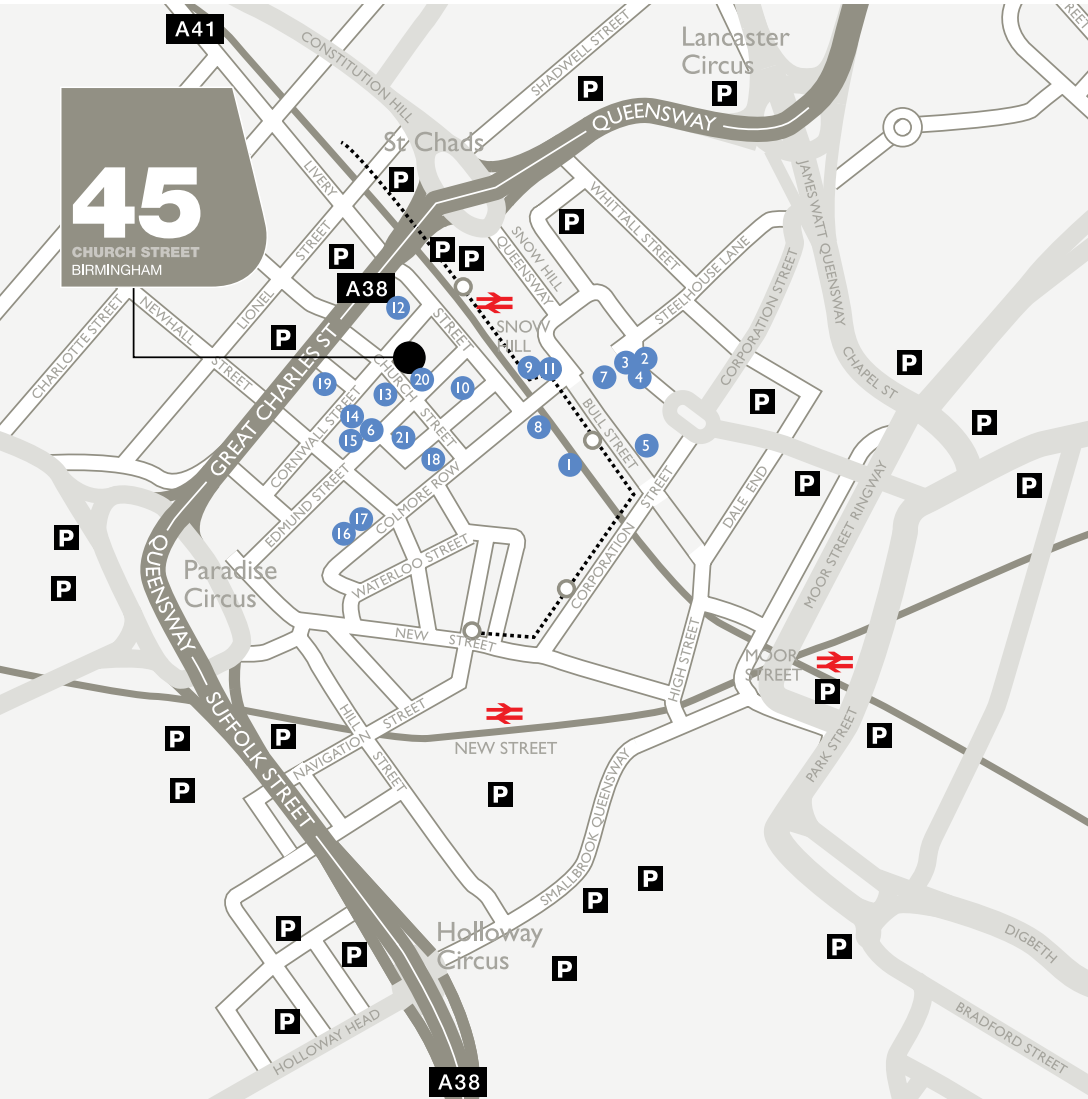 A41
CONSTITUTION HILL
SHADWELL STREET
Lancaster
Circus
P
P
QUEENSWAY
45
CHURCH STREET
BIRMINGHAM
St Chads
P
LIVERY
STREET
JAMES WATT QUEENSWAY
WHITTALL STREET
P
SNOW HILL
QUEENSWAY
STEELHOUSE LANE
P
P
P
A38
CORPORATION STREET
12
LIONEL
STREET
NEWHALL
STREET
CHARLOTTE STREET
P
SNOW
HILL
GREAT CHARLES ST
CHURCH
STREET
9
11
3
2
7
4
CHAPEL ST
P
19
20
10
13
14
6
15
21
18
8
1
5
BULL STREET
P
P
CORNWALL STREET
EDMUND STREET
COLMORE ROW
17
16
P
P
DALE END
MOOR STREET RINGWAY
CORPORATION STREET
P
P
QUEENSWAY
Paradise
Circus
WATERLOO STREET
NEW STREET
HIGH STREET
MOOR
STREET
P
P
PARK STREET
SUFFOLK STREET
P
P
P
HILL
STREET
NAVIGATION STREET
NEW STREET
P
SMALLBROOK QUEENSWAY
P
P
P
P
P
P
P
Holloway
Circus
HOLLOWAY HEAD
DIGBETH
BRADFORD STREET
A38